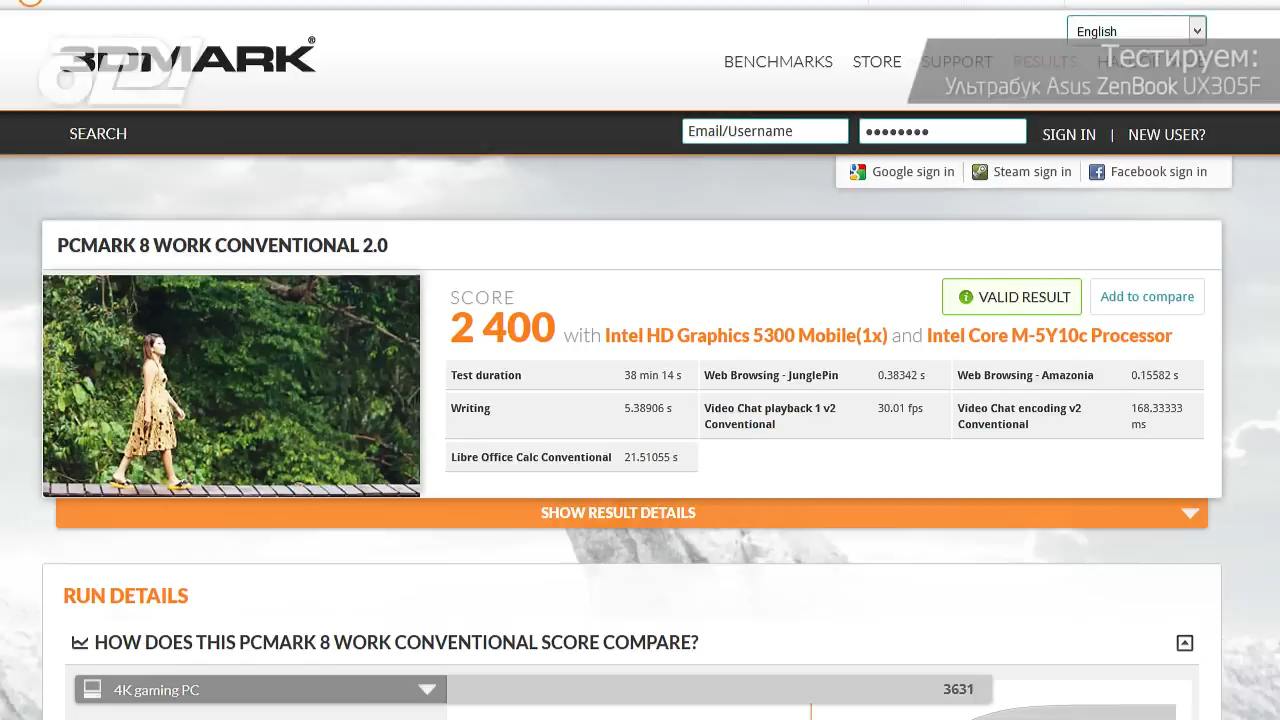 3DMARK®
English
BENCHMARKS STORE SUPPORT RESULTS
Тестируем:
Ультрабук Asus ZenBook UX305F
SEARCH
Email/Username
SIGN IN | NEW USER?
Google sign in
Steam sign in
Facebook sign in
PCMARK 8 WORK CONVENTIONAL 2.0
SCORE
VALID RESULT
Add to compare
2 400 with Intel HD Graphics 5300 Mobile(1x) and Intel Core M-5Y10c Processor
Test duration 38 min 14 s
Web Browsing - JunglePin 0.38342 s
Web Browsing - Amazonia 0.15582 s
Writing 5.38906 s
Video Chat playback 1 v2
Conventional
30.01 fps
Video Chat encoding v2
Conventional
168.33333
ms
Libre Office Calc Conventional 21.51055 s
SHOW RESULT DETAILS
RUN DETAILS
HOW DOES THIS PCMARK 8 WORK CONVENTIONAL SCORE COMPARE?
4K gaming PC 3631